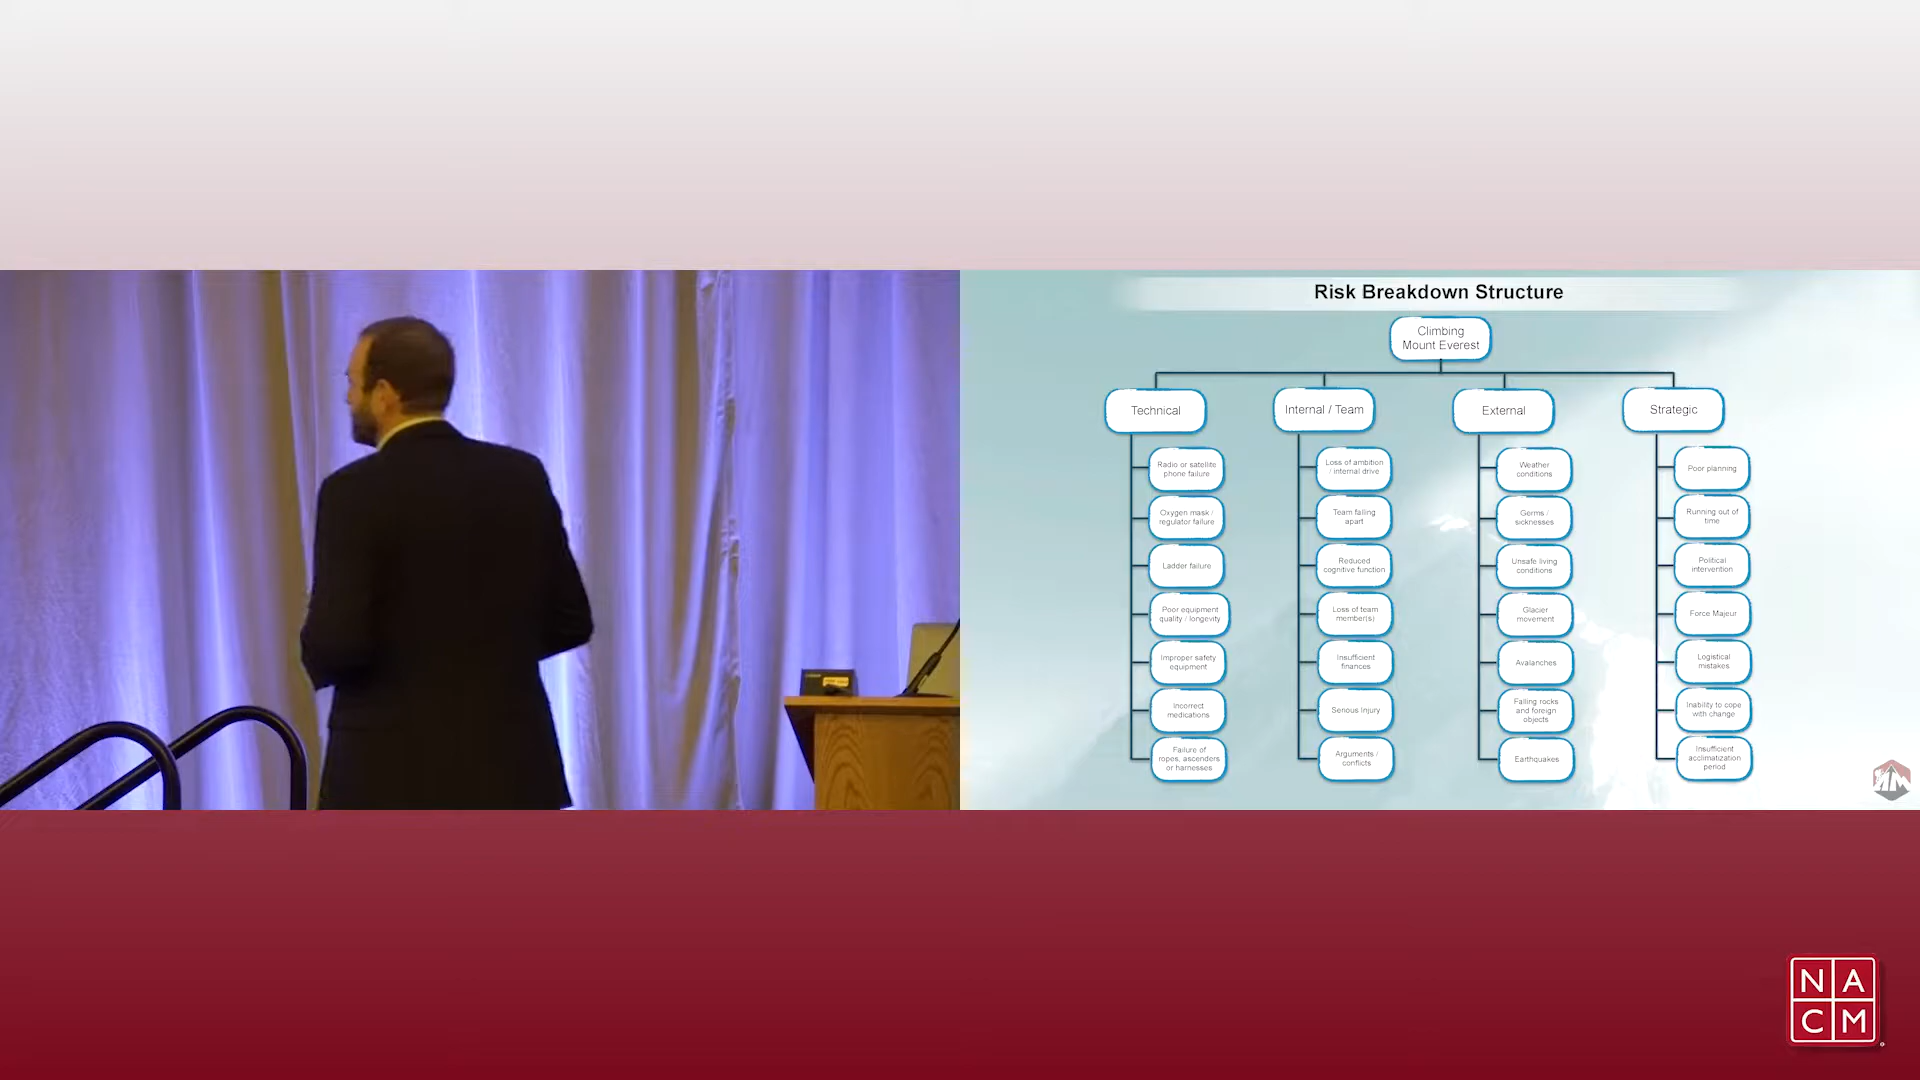 Risk Breakdown Structure
Climbing
Mount Everest
Technical
Internal / Team
External
Strategic
Radio or satellite
phone failure
Oxygen mask /
regulator failure
Ladder failure
Poor equipment
quality / longevity
Improper safety
equipment
Incorrect
medications
Failure of
ropes, ascenders
or harnesses
Loss of ambition
/ internal drive
Team falling
apart
Reduced
cognitive function
Loss of team
member(s)
Insufficient
finances
Serious Injury
Arguments /
conflicts
Weather
conditions
Germs /
sicknesses
Unsafe living
conditions
Glacier
movement
Avalanches
Falling rocks
and foreign
objects
Earthquakes
Poor planning
Running out of
time
Political
intervention
Force Majeur
Logistical
mistakes
Inability to cope
with change
Insufficient
acclimatization
period
NA
CM